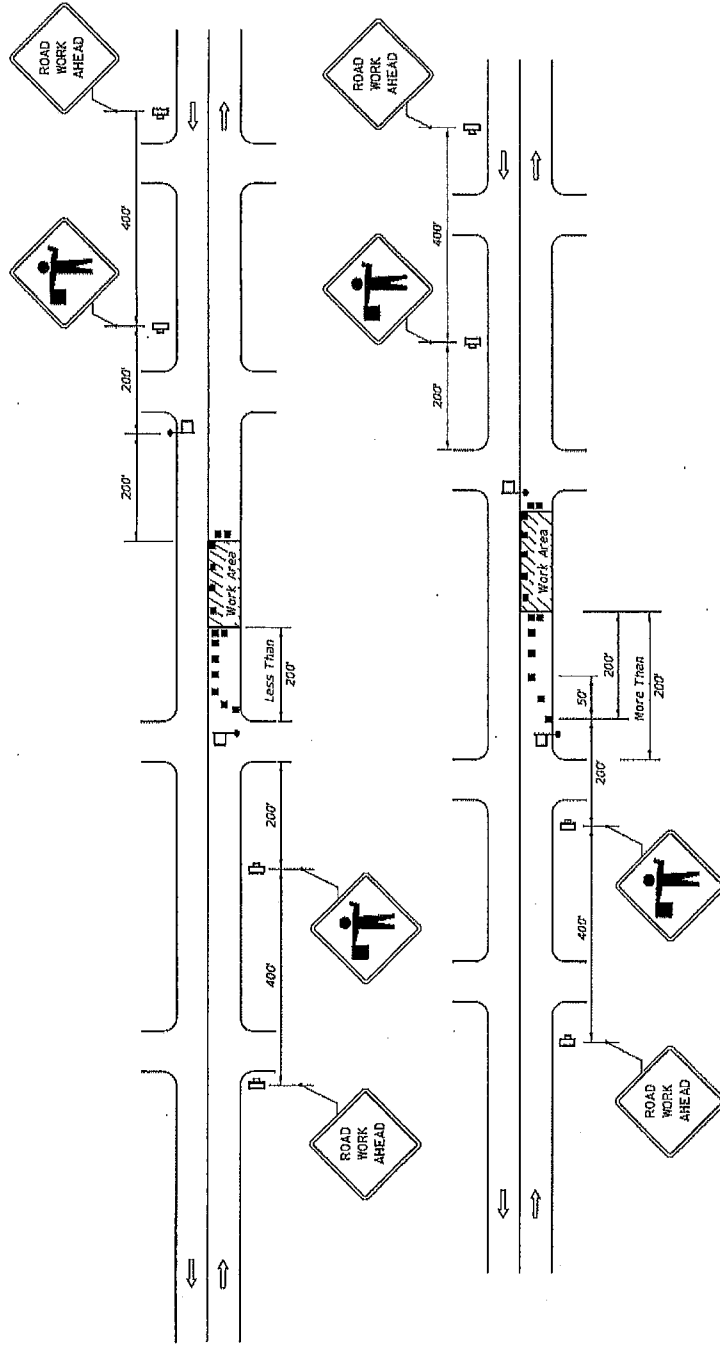 ROAD
WORK
AHEAD
400'
200'
200'
Work Area
Less Than
200'
200'
400'
ROAD
WORK
AHEAD
ROAD
WORK
AHEAD
400'
200'
Work Area
200'
50'
More Than
200'
200'
400'
ROAD
WORK
AHEAD